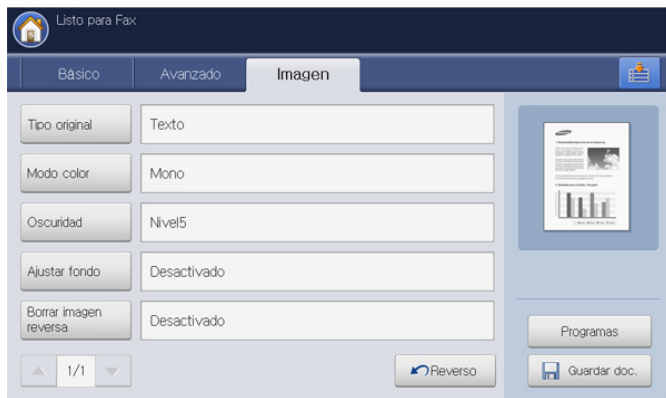 Listo para Fax
Básico
Avanzado
Imagen
Tipo original
Texto
Modo color
Mono
Oscuridad
Nivel5
Ajustar fondo
Desactivado
Borrar imagen
reversa
Desactivado
1/1
Reverso
Programas
Guardar doc.